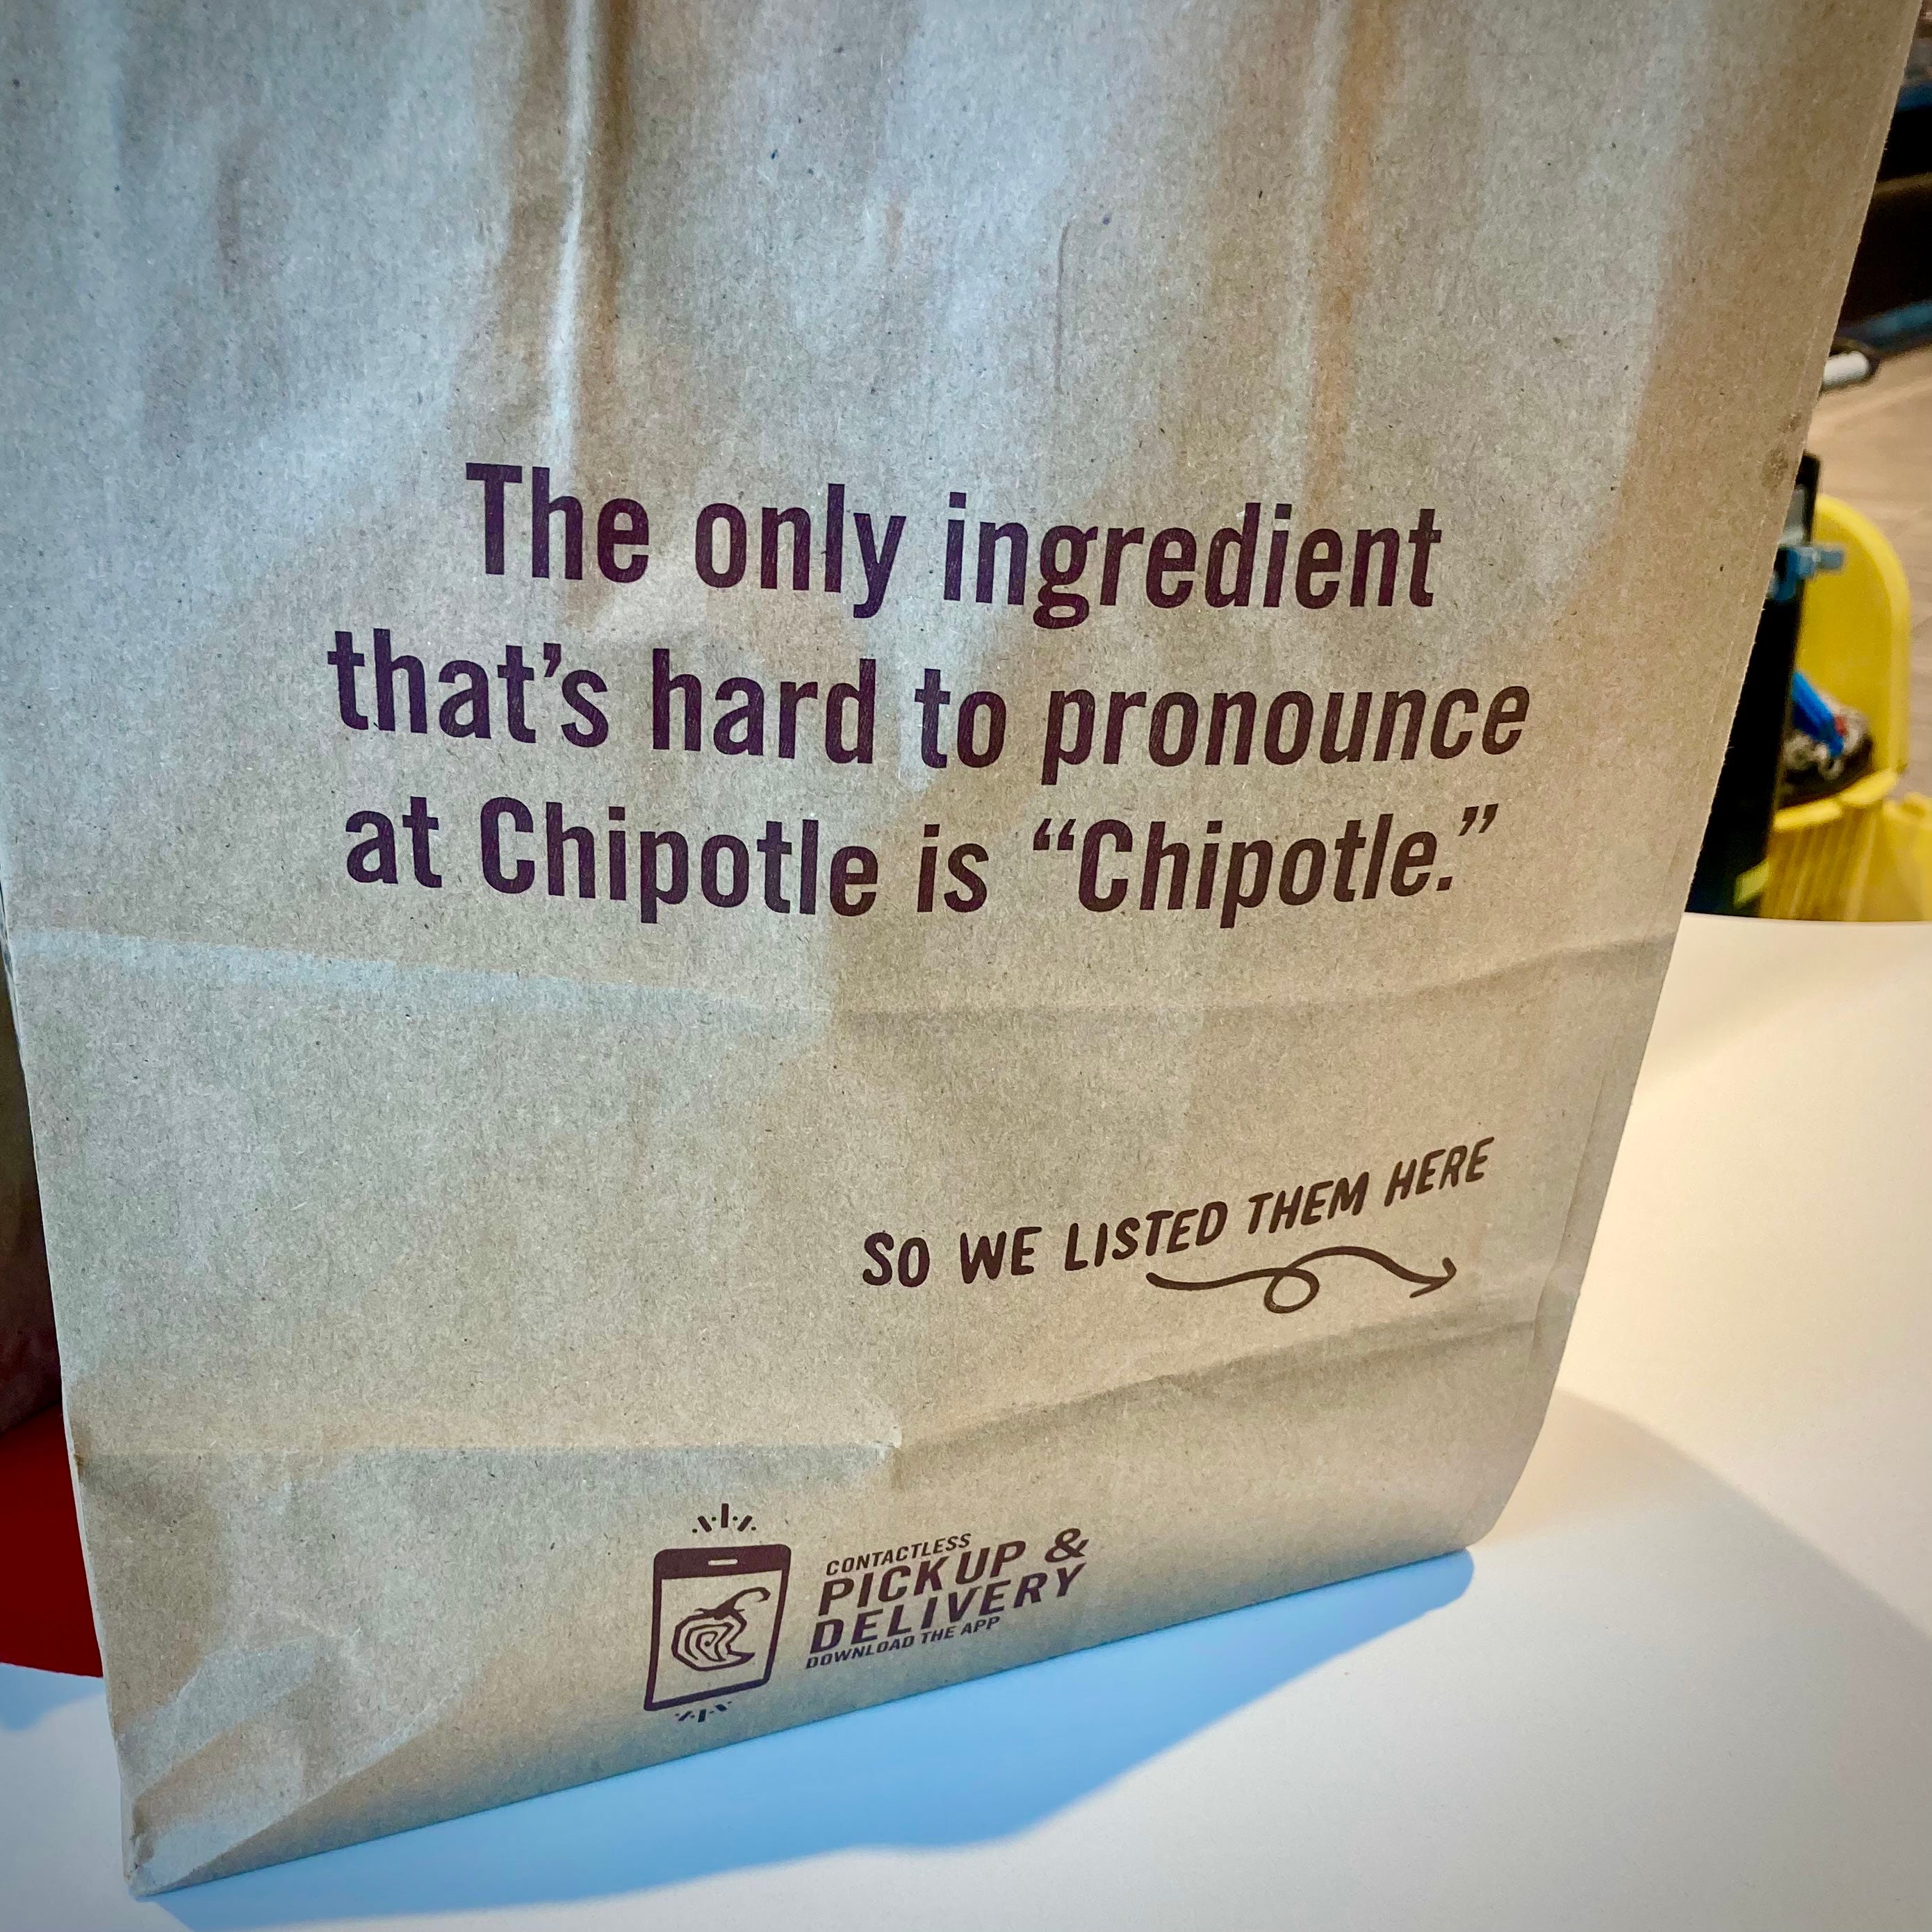 The only ingredient
that's hard to pronounce
at Chipotle is “Chipotle.”
SO WE LISTED THEM HERE
CONTACTLESS
PICKUP &
DELIVERY
DOWNLOAD THE APP